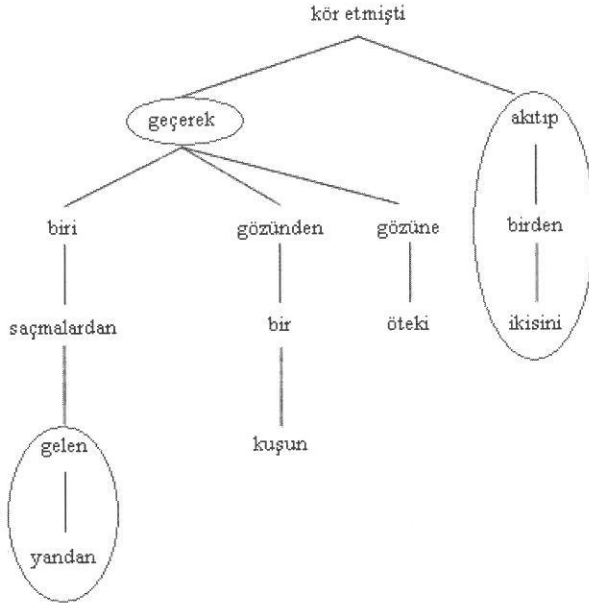 kör etmişti
geçerek akıtıp
biri gözünden gözüne birden
saçmalardan bir öteki ikisini
gelen kuşun
yandan